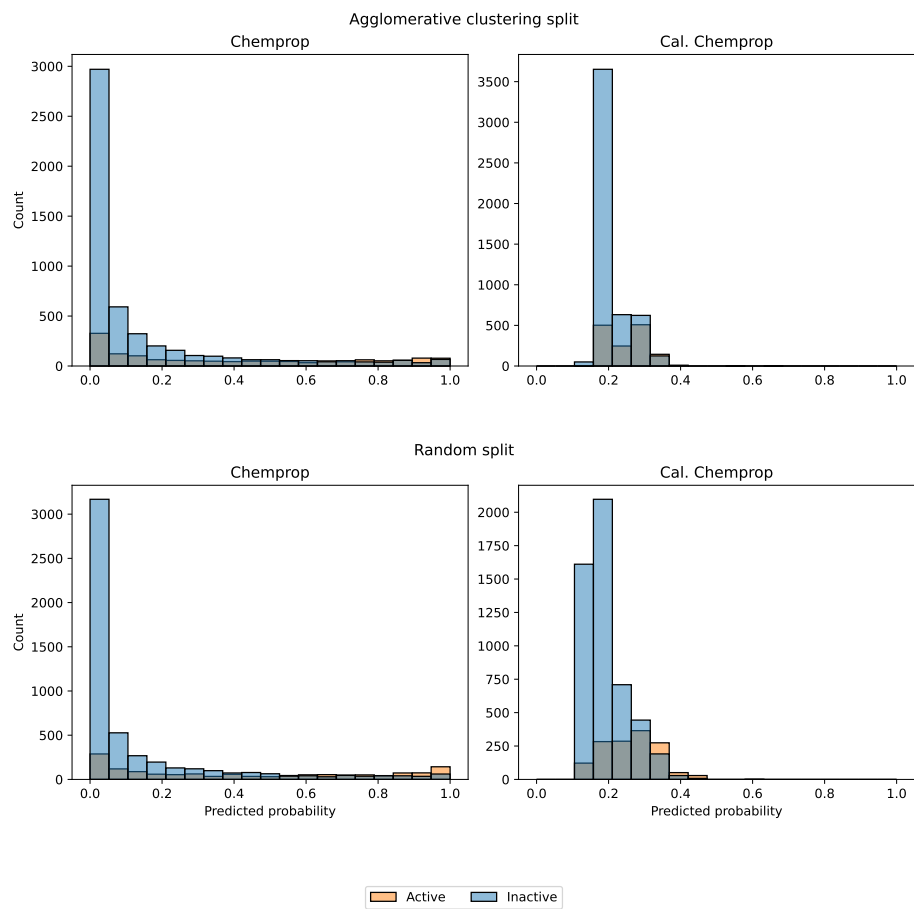 Agglomerative clustering split
Chemprop
Cal. Chemprop
3000
2500
2000
1500
1000
500
0
Count
0.0 0.2 0.4 0.6 0.8 1.0
3500
3000
2500
2000
1500
1000
500
0
0.0 0.2 0.4 0.6 0.8 1.0
Random split
Chemprop
Cal. Chemprop
3000
2500
2000
1500
1000
500
0
Count
0.0 0.2 0.4 0.6 0.8 1.0
Predicted probability
2000
1750
1500
1250
1000
750
500
250
0
0.0 0.2 0.4 0.6 0.8 1.0
Predicted probability
Active Inactive